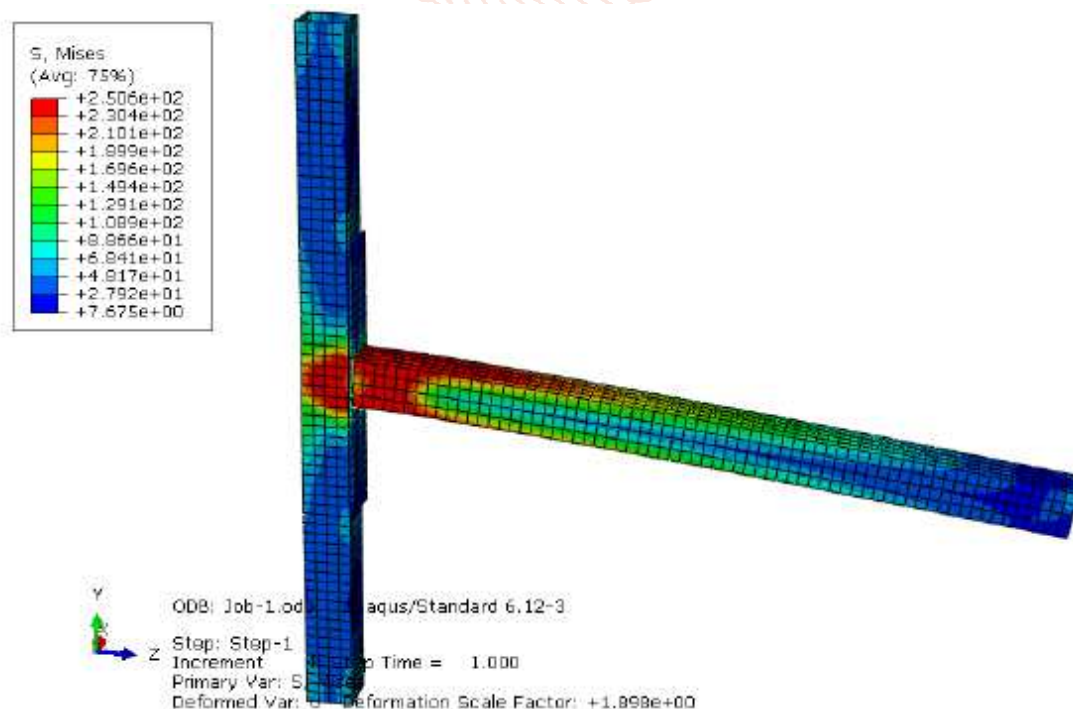 S, Mises
(Avg: 75%)
+2.506e+02
+2.304e+02
+2.101e+02
+1.899e+02
+1.696e+02
+1.494e+02
+1.291e+02
+1.089e+02
+8.866e+01
+6.841e+01
+4.817e+01
+2.792e+01
+7.675e+00
Y
Z
ODB: Job-1.od aqus/Standard 6.12-3
Step: Step-1
Increment Time = 1.000
Primary Var: S,
Deformed Var: Deformation Scale Factor: +1.898e+00